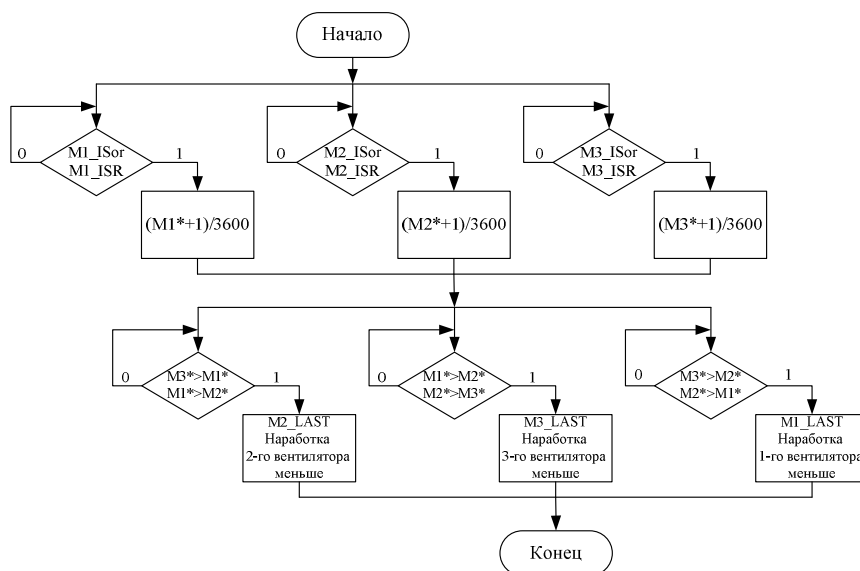 Начало
M1_ISor
M1_ISR
0
1
M2_ISor
M2_ISR
0
1
M3_ISor
M3_ISR
0
1
(M1*+1)/3600
(M2*+1)/3600
(M3*+1)/3600
M3*>M1*
M1*>M2*
0
1
M1*>M2*
M2*>M3*
0
1
M3*>M2*
M2*>M1*
0
1
M2_LAST
Наработка
2-го вентилятора
меньше
M3_LAST
Наработка
3-го вентилятора
меньше
M1_LAST
Наработка
1-го вентилятора
меньше
Конец